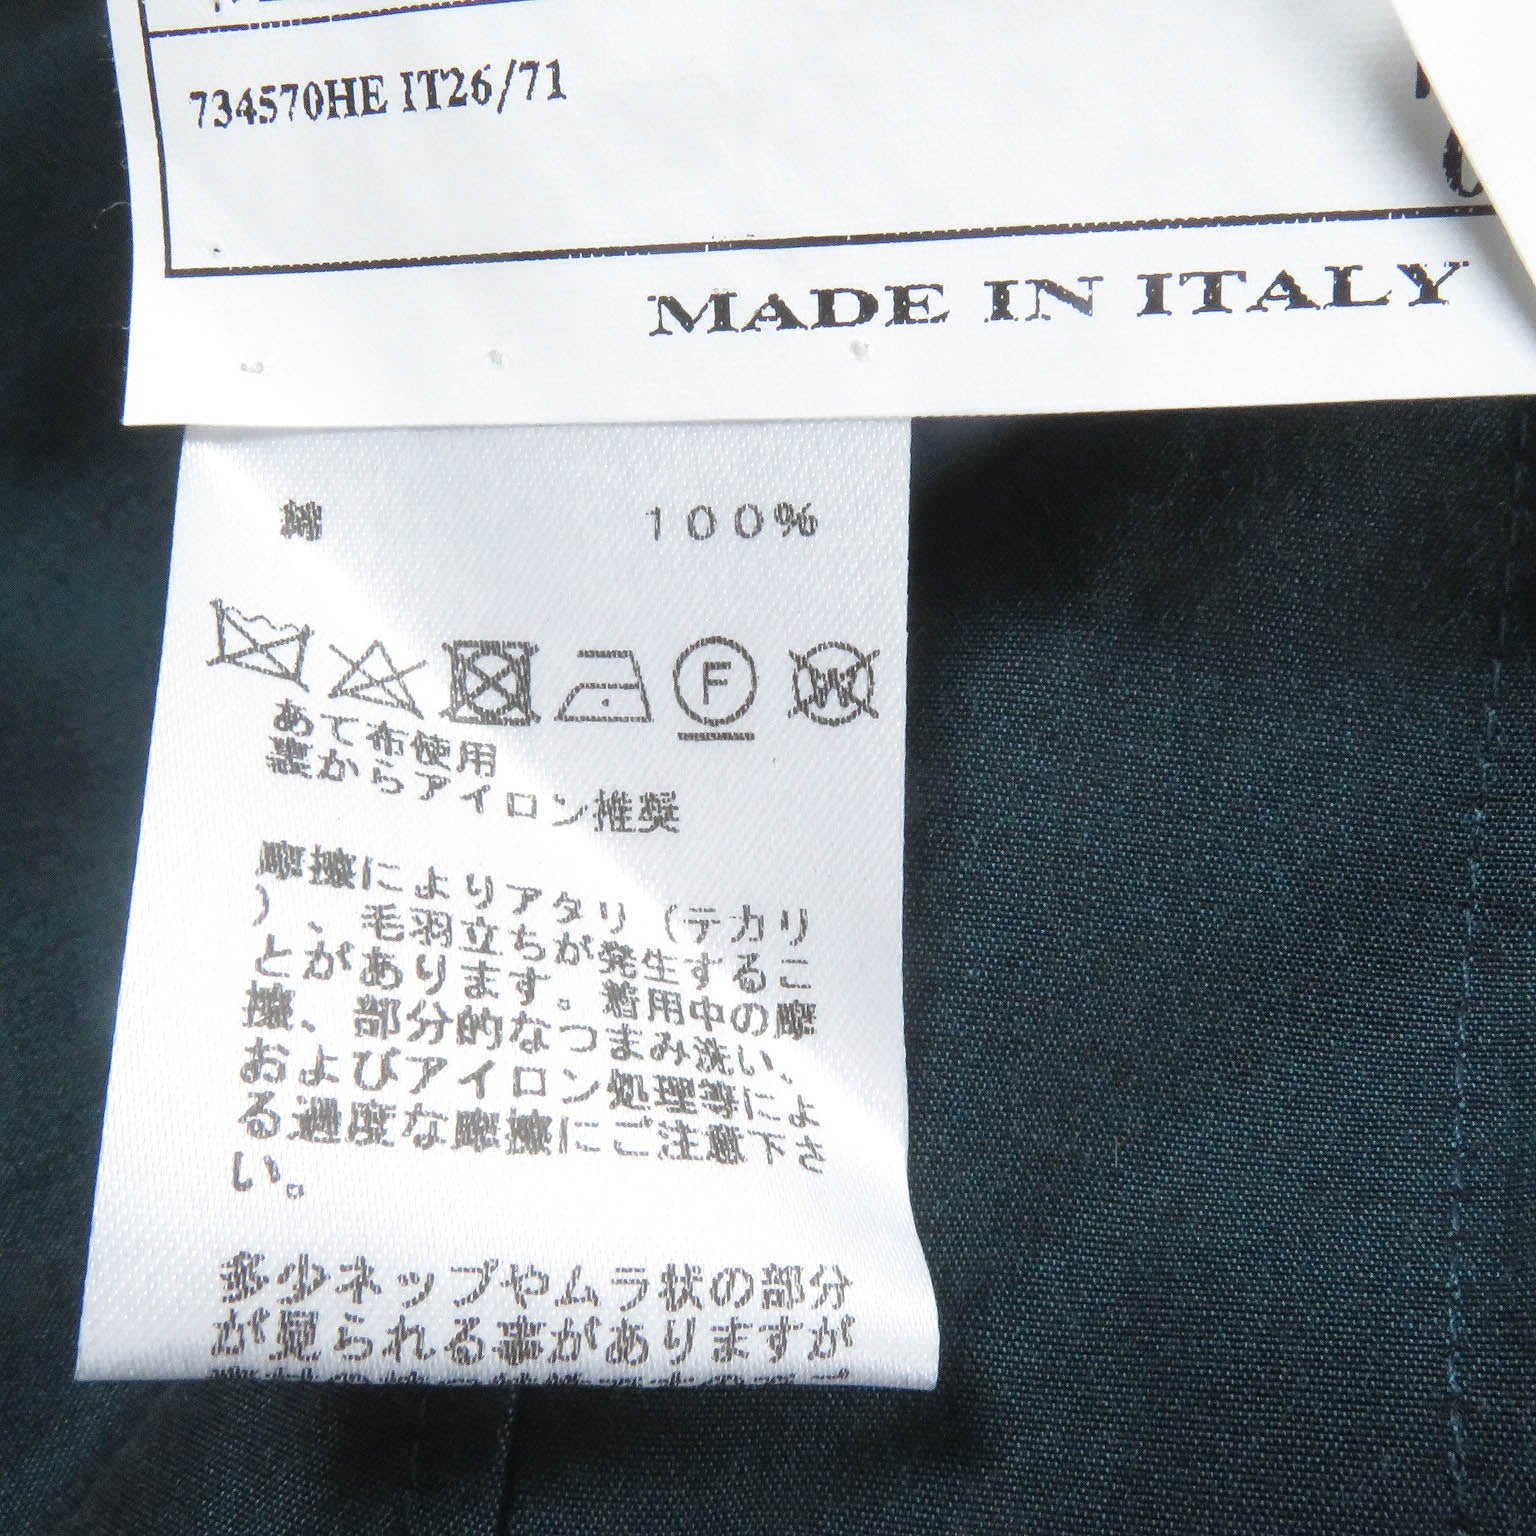 734570HE IT26/71
MADE IN ITALY
綿 100%
F W
あて布使用
裏からアイロン推奨
摩擦によりアタリ(テカリ
)、毛羽立ちが発生するこ
とがあります。着用中の摩
擦、部分的なつまみ洗い、
およびアイロン処理等によ
る過度な摩擦にご注意下さ
い。
多少ネップやムラ状の部分
が見られる事がありますが